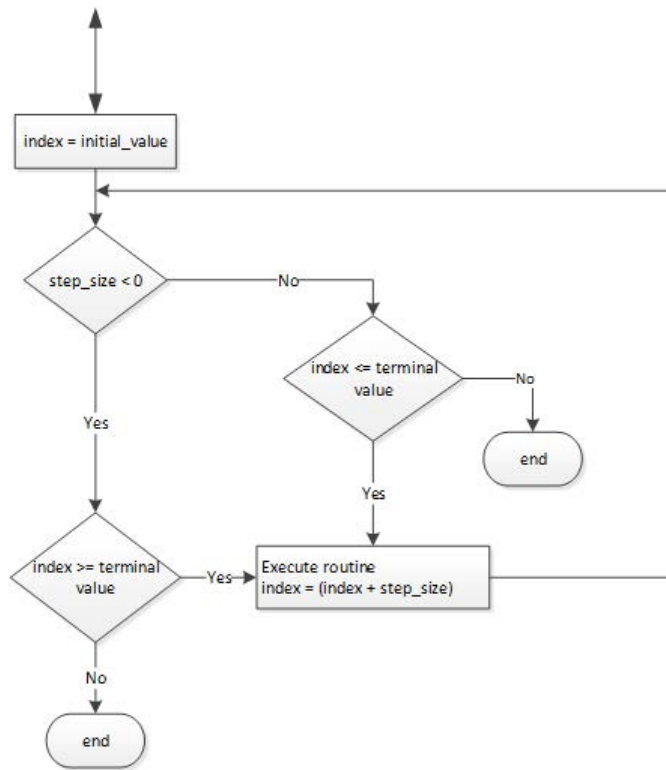 index = initial_value
step_size < 0
No
index <= terminal
value
No
end
Yes
Yes
index >= terminal
value
Yes
Execute routine
index = (index + step_size)
No
end